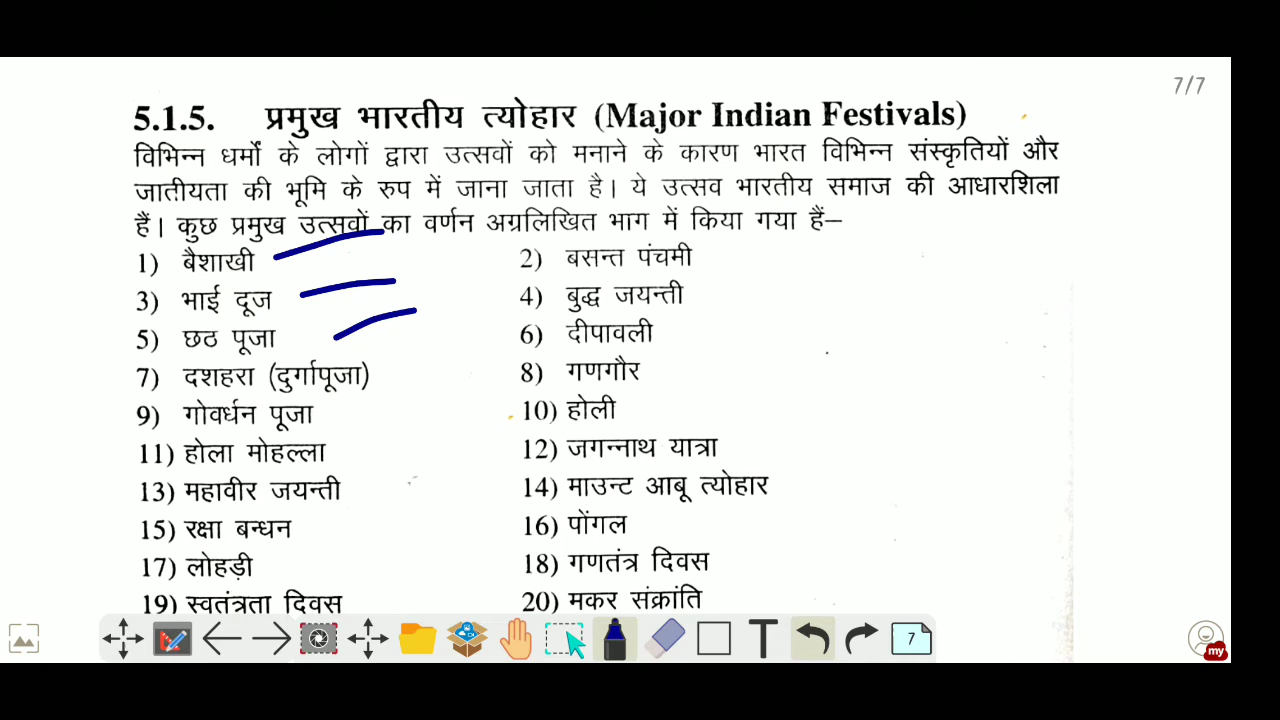 7/7
5.1.5. प्रमुख भारतीय त्योहार (Major Indian Festivals)
विभिन्न धर्मों के लोगों द्वारा उत्सवों को मनाने के कारण भारत विभिन्न संस्कृतियों और
जातीयता की भूमि के रुप में जाना जाता है। ये उत्सव भारतीय समाज की आधारशिला
हैं। कुछ प्रमुख उत्सवों का वर्णन अग्रलिखित भाग में किया गया हैं–
1) बैशाखी 2) बसन्त पंचमी
3) भाई दूज 4) बुद्ध जयन्ती
5) छठ पूजा 6) दीपावली
7) दशहरा (दुर्गापूजा) 8) गणगौर
9) गोवर्धन पूजा 10) होली
11) होला मोहल्ला 12) जगन्नाथ यात्रा
13) महावीर जयन्ती 14) माउन्ट आबू त्योहार
15) रक्षा बन्धन 16) पोंगल
17) लोहड़ी 18) गणतंत्र दिवस
19) स्वतंत्रता दिवस 20) मकर संक्रांति
T 7 my